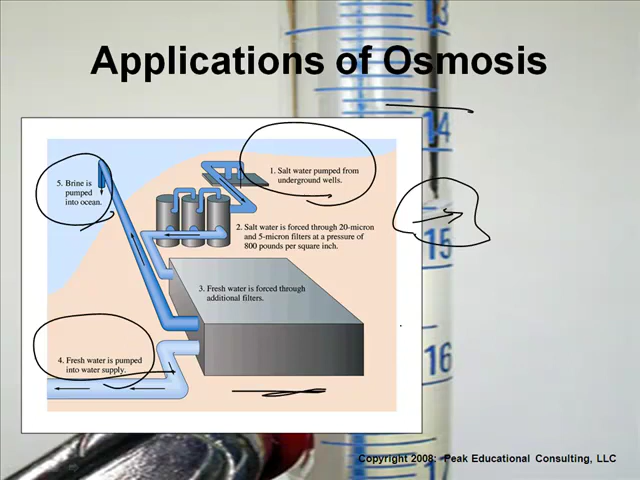 Applications of Osmosis
1. Salt water pumped from
underground wells.
2. Salt water is forced through 20-micron
and 5-micron filters at a pressure of
800 pounds per square inch.
3. Fresh water is forced through
additional filters.
4. Fresh water is pumped
into water supply.
5. Brine is
pumped
into ocean.
13
14
15
16
17
Copyright 2008: Peak Educational Consulting, LLC